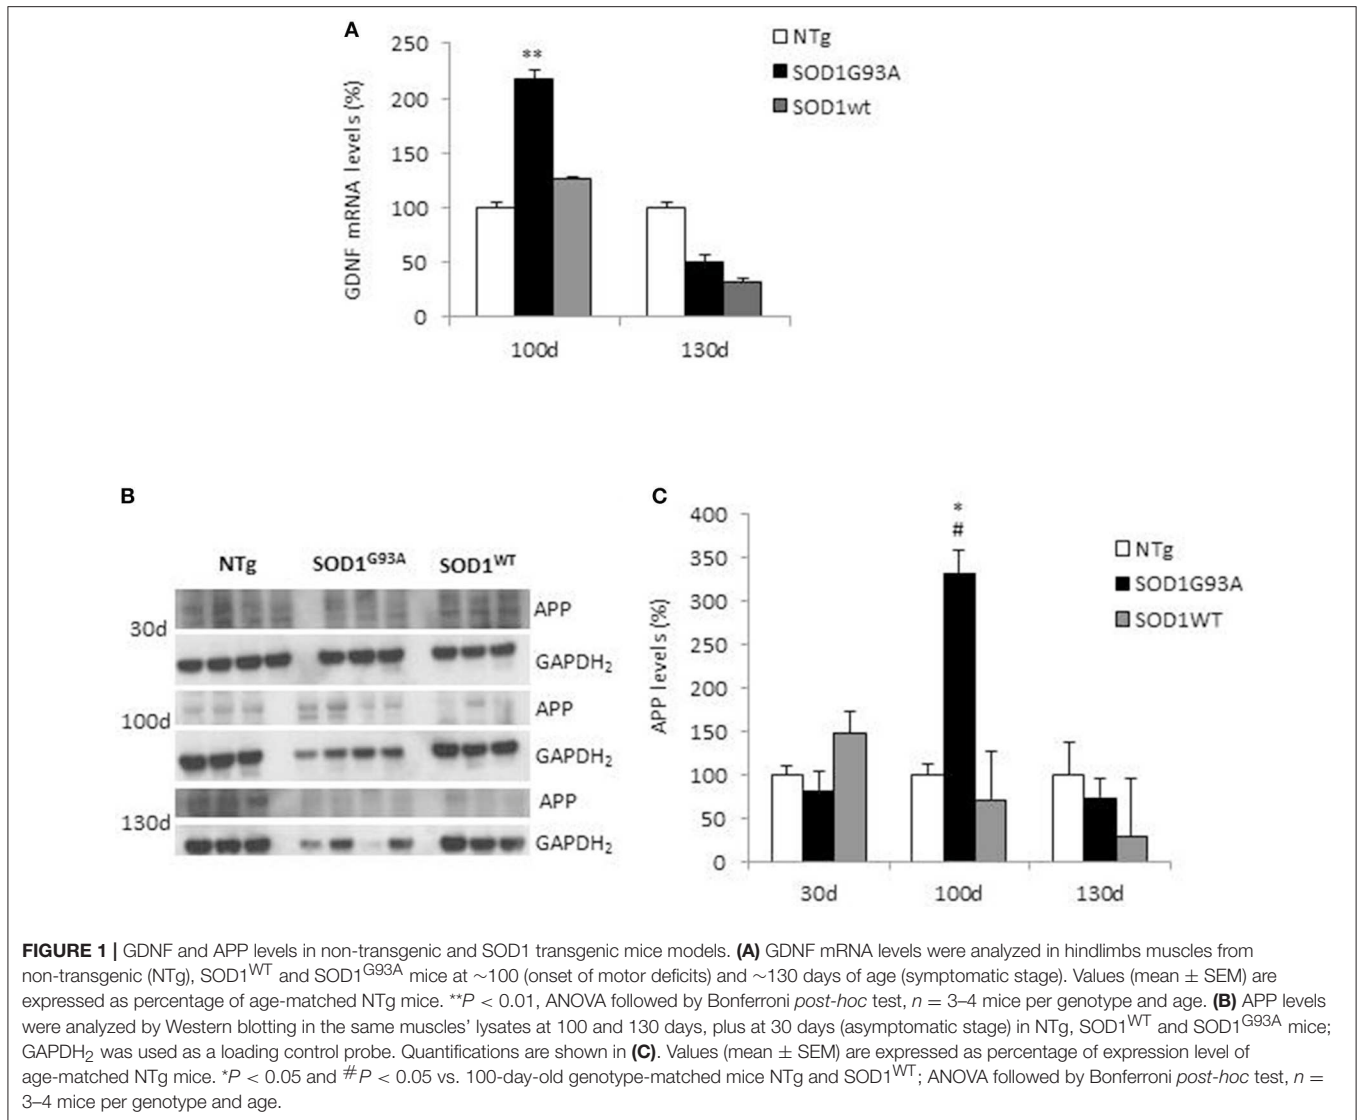 A
250
200
150
100
50
0
GDNF mRNA levels (%)
**
100d
130d
NTg
SOD1G93A
SOD1wt
B
NTg SOD1G93A SOD1WT
30d
APP
GAPDH2
100d
APP
GAPDH2
130d
APP
GAPDH2
C
400
350
300
250
200
150
100
50
0
APP levels (%)
*
#
30d
100d
130d
NTg
SOD1G93A
SOD1WT
FIGURE 1 | GDNF and APP levels in non-transgenic and SOD1 transgenic mice models. (A) GDNF mRNA levels were analyzed in hindlimbs muscles from
non-transgenic (NTg), SOD1WT and SOD1G93A mice at ∼100 (onset of motor deficits) and ∼130 days of age (symptomatic stage). Values (mean ± SEM) are
expressed as percentage of age-matched NTg mice. **P < 0.01, ANOVA followed by Bonferroni post-hoc test, n = 3–4 mice per genotype and age. (B) APP levels
were analyzed by Western blotting in the same muscles' lysates at 100 and 130 days, plus at 30 days (asymptomatic stage) in NTg, SOD1WT and SOD1G93A mice;
GAPDH2 was used as a loading control probe. Quantifications are shown in (C). Values (mean ± SEM) are expressed as percentage of expression level of
age-matched NTg mice. *P < 0.05 and #P < 0.05 vs. 100-day-old genotype-matched mice NTg and SOD1WT; ANOVA followed by Bonferroni post-hoc test, n =
3–4 mice per genotype and age.